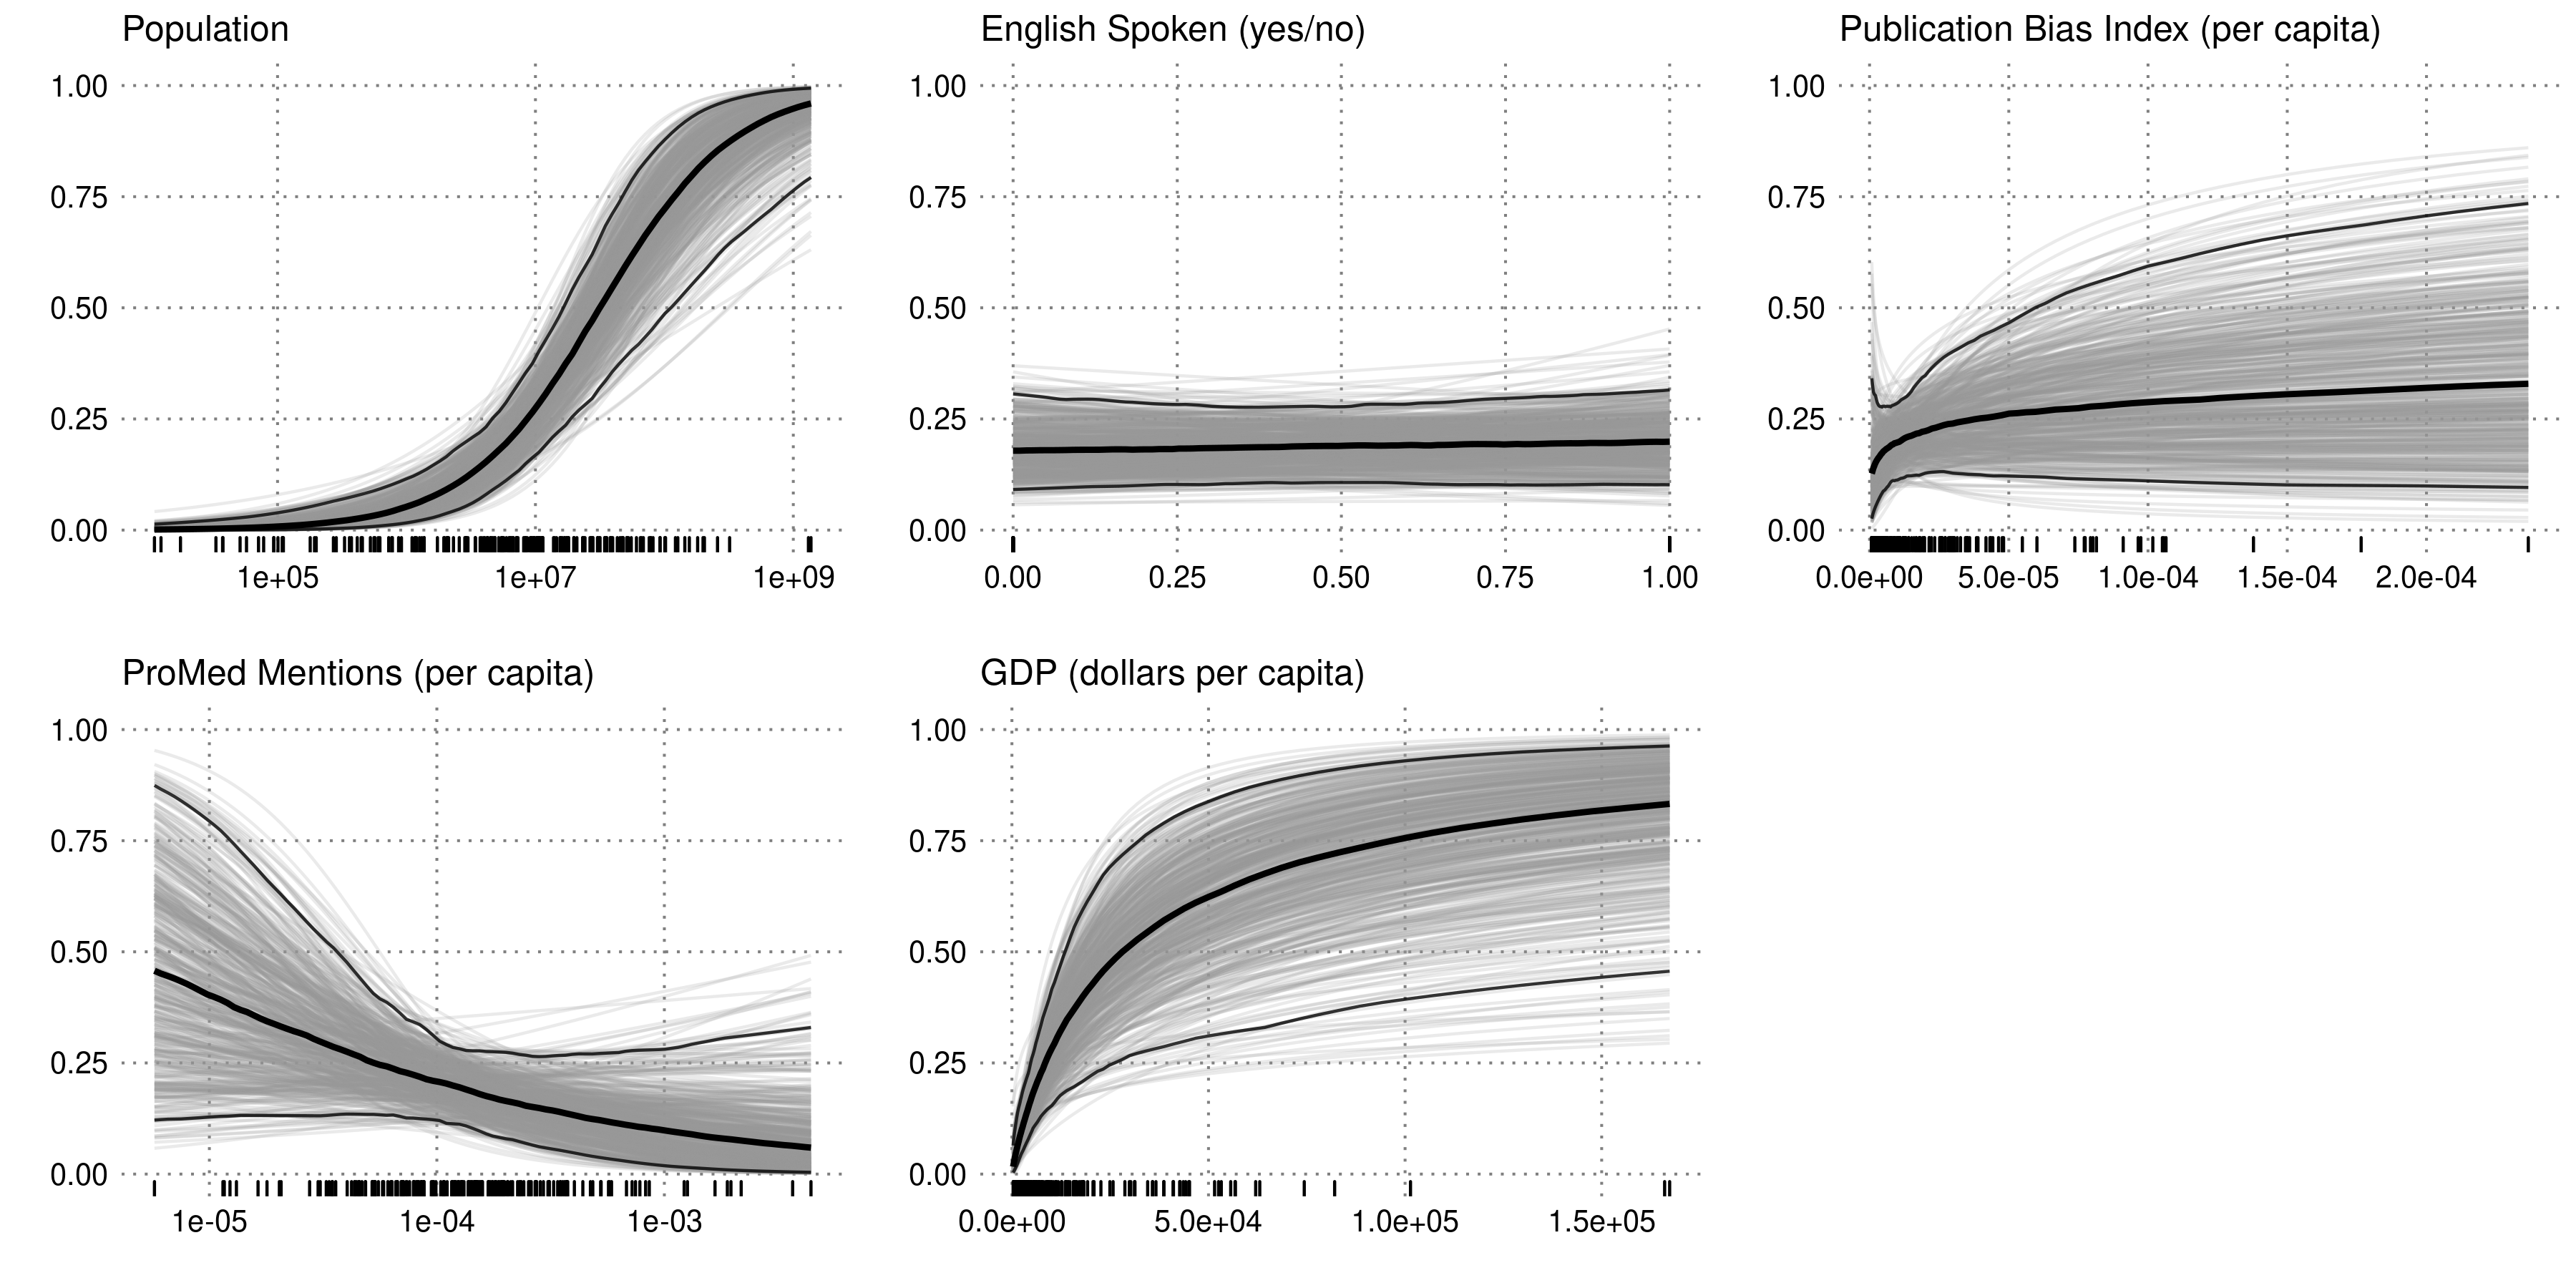 Population
1.00
0.75
0.50
0.25
0.00
1e+05 1e+07 1e+09
English Spoken (yes/no)
1.00
0.75
0.50
0.25
0.00
0.00 0.25 0.50 0.75 1.00
Publication Bias Index (per capita)
1.00
0.75
0.50
0.25
0.00
0.0e+00 5.0e-05 1.0e-04 1.5e-04 2.0e-04
ProMed Mentions (per capita)
1.00
0.75
0.50
0.25
0.00
1e-05 1e-04 1e-03
GDP (dollars per capita)
1.00
0.75
0.50
0.25
0.00
0.0e+00 5.0e+04 1.0e+05 1.5e+05